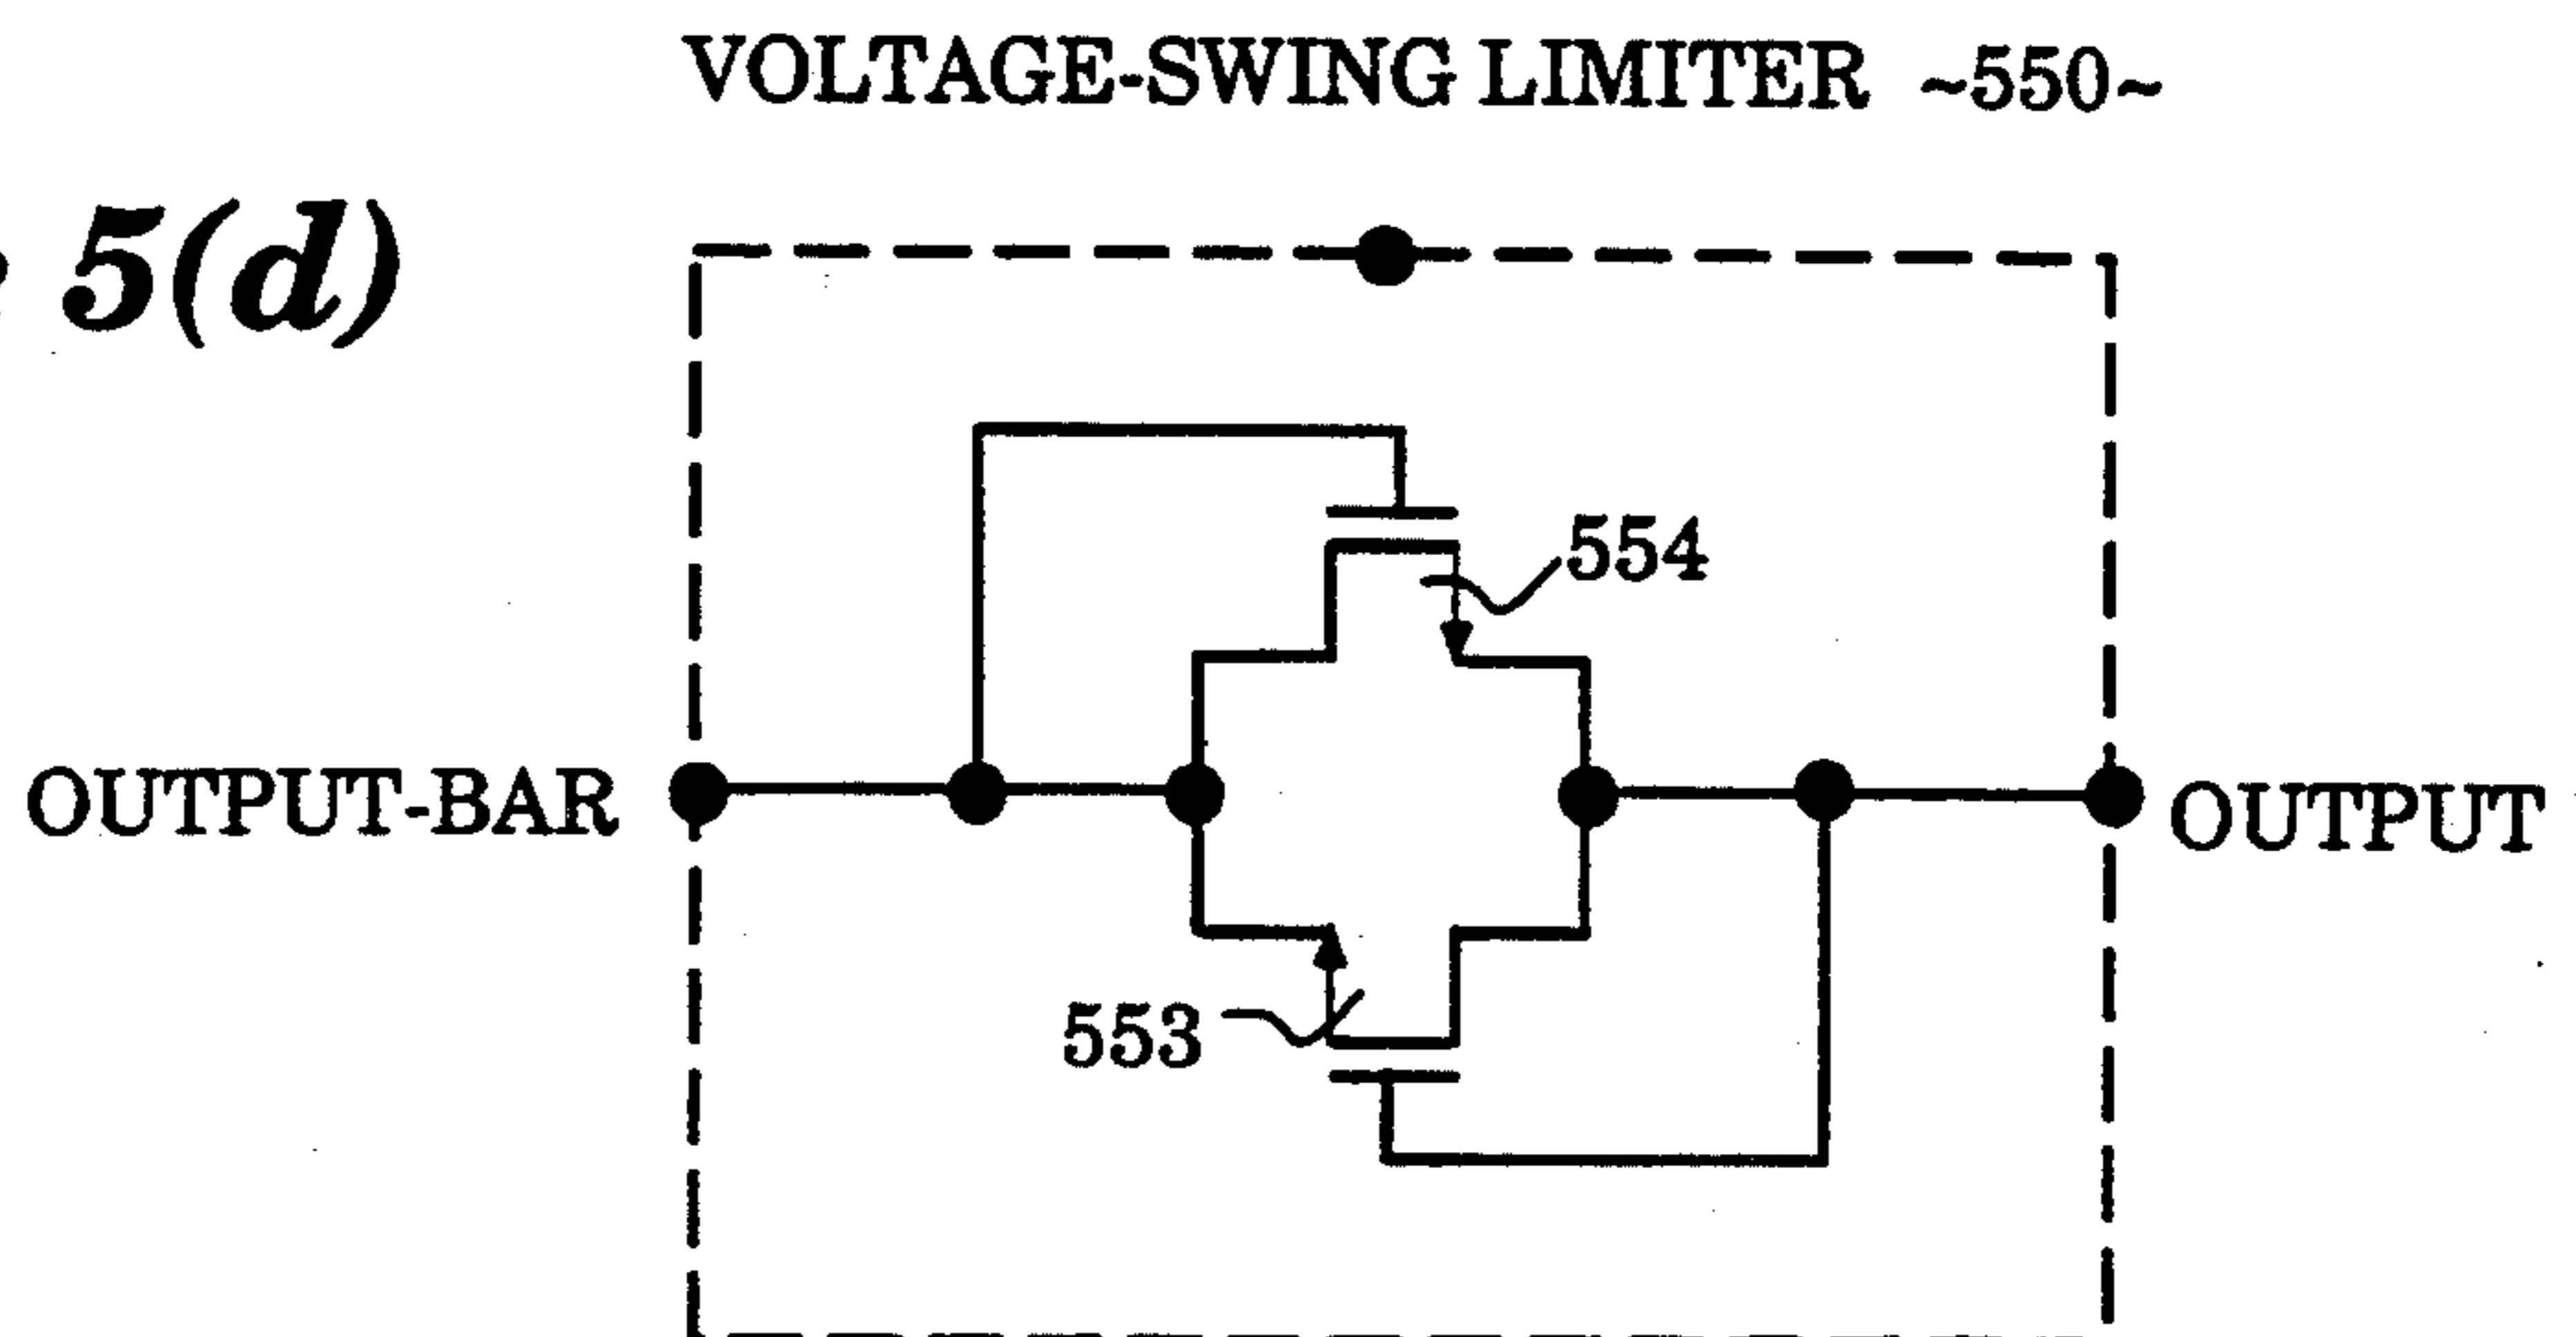 VOLTAGE-SWING LIMITER ~550~
5(d)
554
OUTPUT-BAR
OUTPUT
553